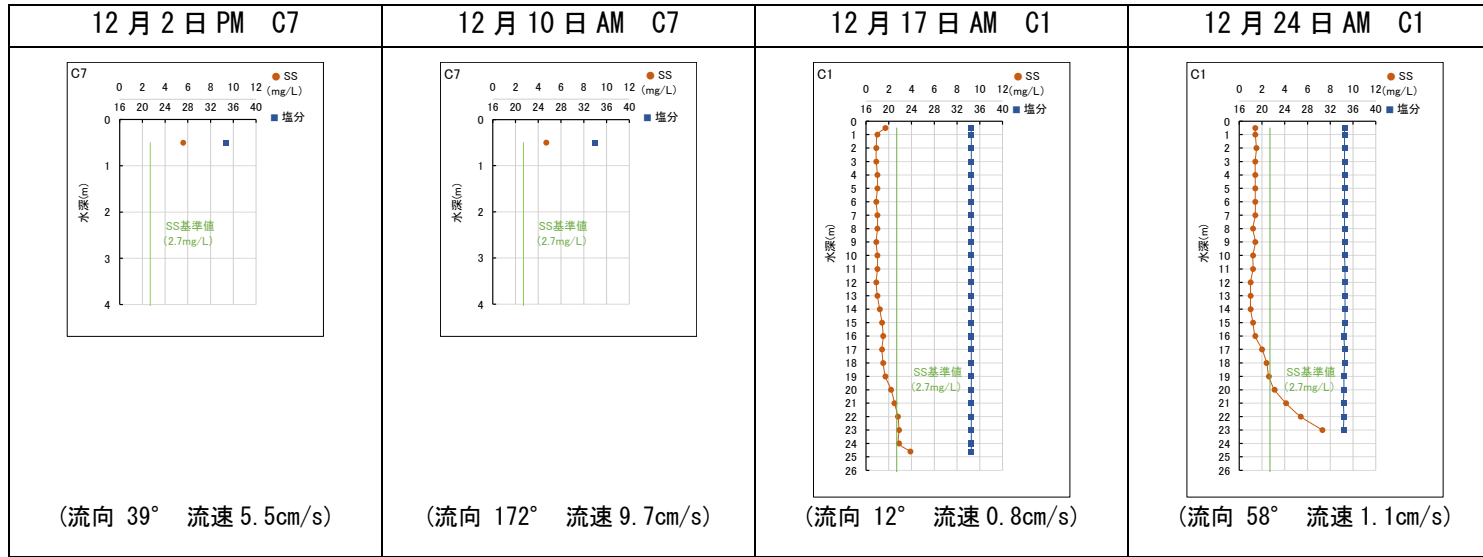 12月2日PM C7
12月10日AM C7
12月17日AM C1
12月24日AM C1
C7
SS
(mg/L)
0 2 4 6 8 10 12
16 20 24 28 32 36 40
塩分
0
1
2
3
4
水深(m)
SS基準値
(2.7mg/L)
(流向 39° 流速 5.5cm/s)
C7
SS
(mg/L)
0 2 4 6 8 10 12
16 20 24 28 32 36 40
塩分
0
1
2
3
4
水深(m)
SS基準値
(2.7mg/L)
(流向 172° 流速 9.7cm/s)
C1
SS
(mg/L)
0 2 4 6 8 10 12
16 20 24 28 32 36 40
塩分
0
1
2
3
4
5
6
7
8
9
10
11
12
13
14
15
16
17
18
19
20
21
22
23
24
25
26
水深(m)
SS基準値
(2.7mg/L)
(流向 12° 流速 0.8cm/s)
C1
SS
(mg/L)
0 2 4 6 8 10 12
16 20 24 28 32 36 40
塩分
0
1
2
3
4
5
6
7
8
9
10
11
12
13
14
15
16
17
18
19
20
21
22
23
24
25
26
水深(m)
SS基準値
(2.7mg/L)
(流向 58° 流速 1.1cm/s)